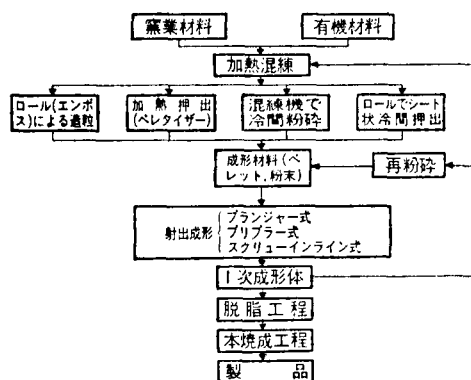 窯業材料
有機材料
加熱混練
ロール(エンボ
ス)による造粒
加熱押出
(ペレタイザー)
混練機で
冷間粉砕
ロールでシート
状冷間押出
成形材料(ペ
レット,粉末)
再粉砕
射出成形
プランジャー式
プリプラー式
スクリューインライン式
1次成形体
脱脂工程
本焼成工程
製品